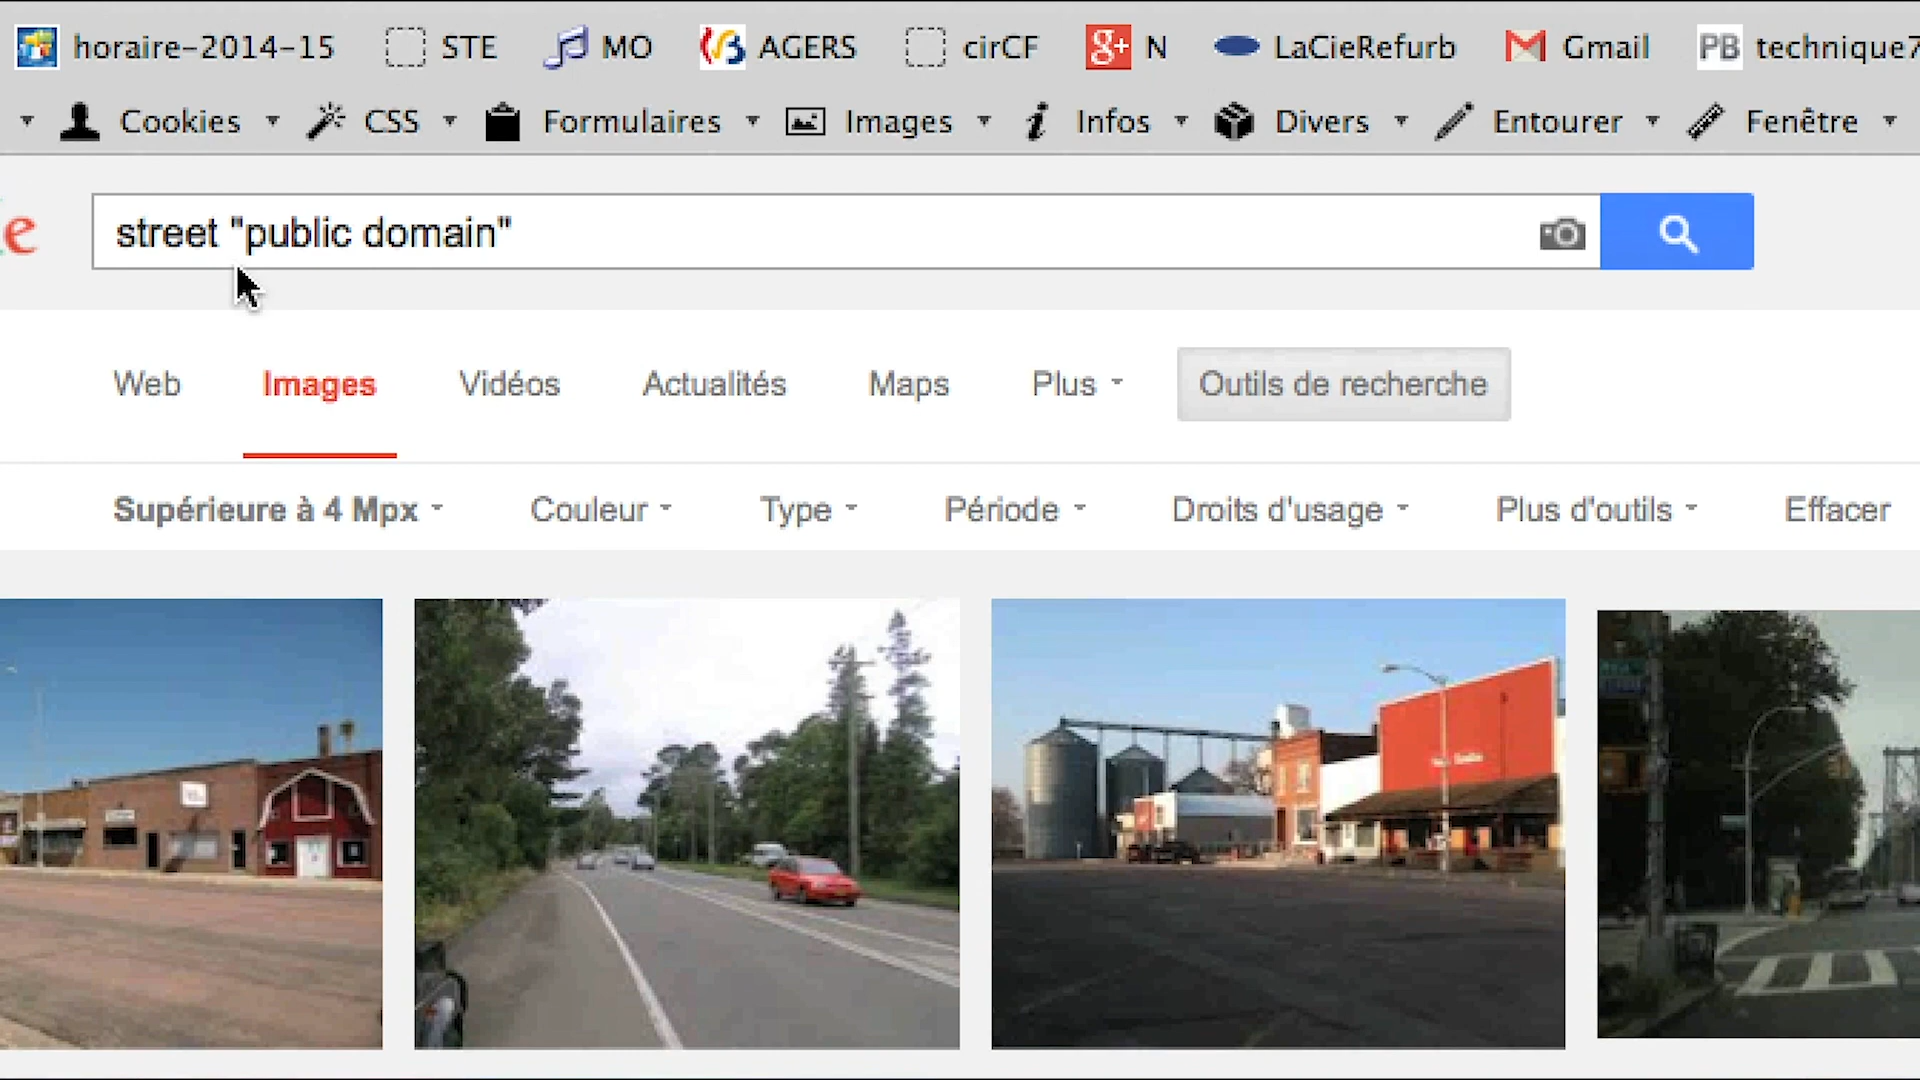 horaire-2014-15 STE MO AGERS cirCF g+ N LaCieRefurb Gmail PB technique7
Cookies CSS Formulaires Images Infos Divers Entourer Fenêtre
e street "public domain"
Web Images Vidéos Actualités Maps Plus Outils de recherche
Supérieure à 4 Mpx Couleur Type Période Droits d'usage Plus d'outils Effacer